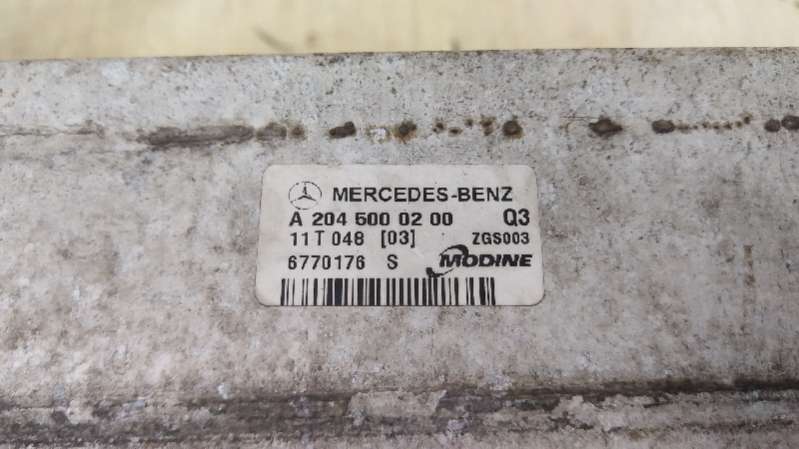 MERCEDES-BENZ
A 204 500 02 00 Q3
11 T 048 [03] ZGS003
6770176 S MODINE